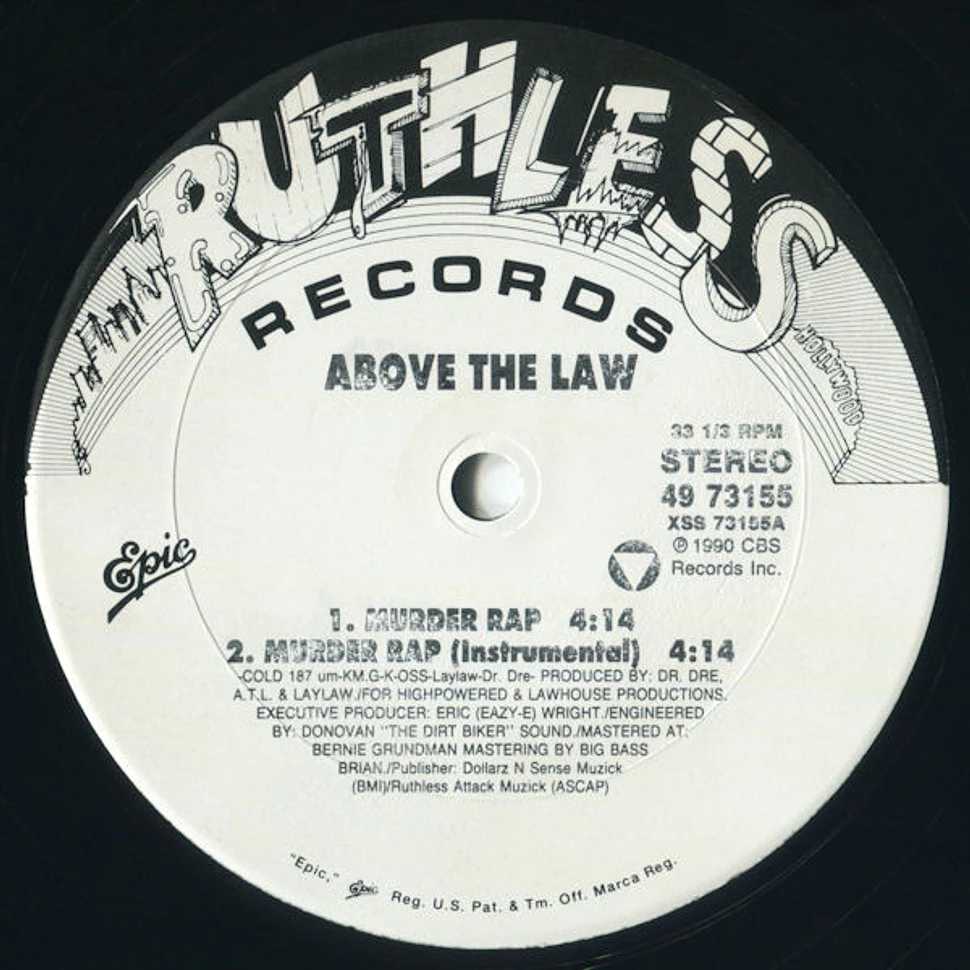 RUTHLESS
RECORDS
HOLLYWOOD
ABOVE THE LAW
33 1/3 RPM
STEREO
49 73155
XSS 73155A
℗ 1990 CBS
Records Inc.
Epic
1. MURDER RAP 4:14
2. MURDER RAP (Instrumental) 4:14
-COLD 187 um-KM.G-K-OSS-Laylaw-Dr. Dre- PRODUCED BY: DR. DRE,
A.T.L. & LAYLAW./FOR HIGHPOWERED & LAWHOUSE PRODUCTIONS.
EXECUTIVE PRODUCER: ERIC (EAZY-E) WRIGHT./ENGINEERED
BY: DONOVAN "THE DIRT BIKER" SOUND./MASTERED AT:
BERNIE GRUNDMAN MASTERING BY BIG BASS
BRIAN./Publisher: Dollarz N Sense Muzick
(BMI)/Ruthless Attack Muzick (ASCAP)
"Epic," Epic Reg. U.S. Pat. & Tm. Off. Marca Reg.